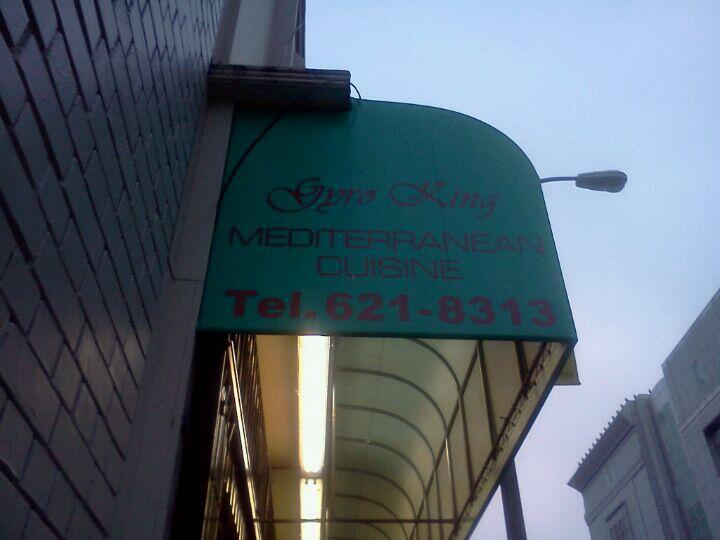 Gyro King
MEDITERRANEAN
CUISINE
Tel. 621-8313